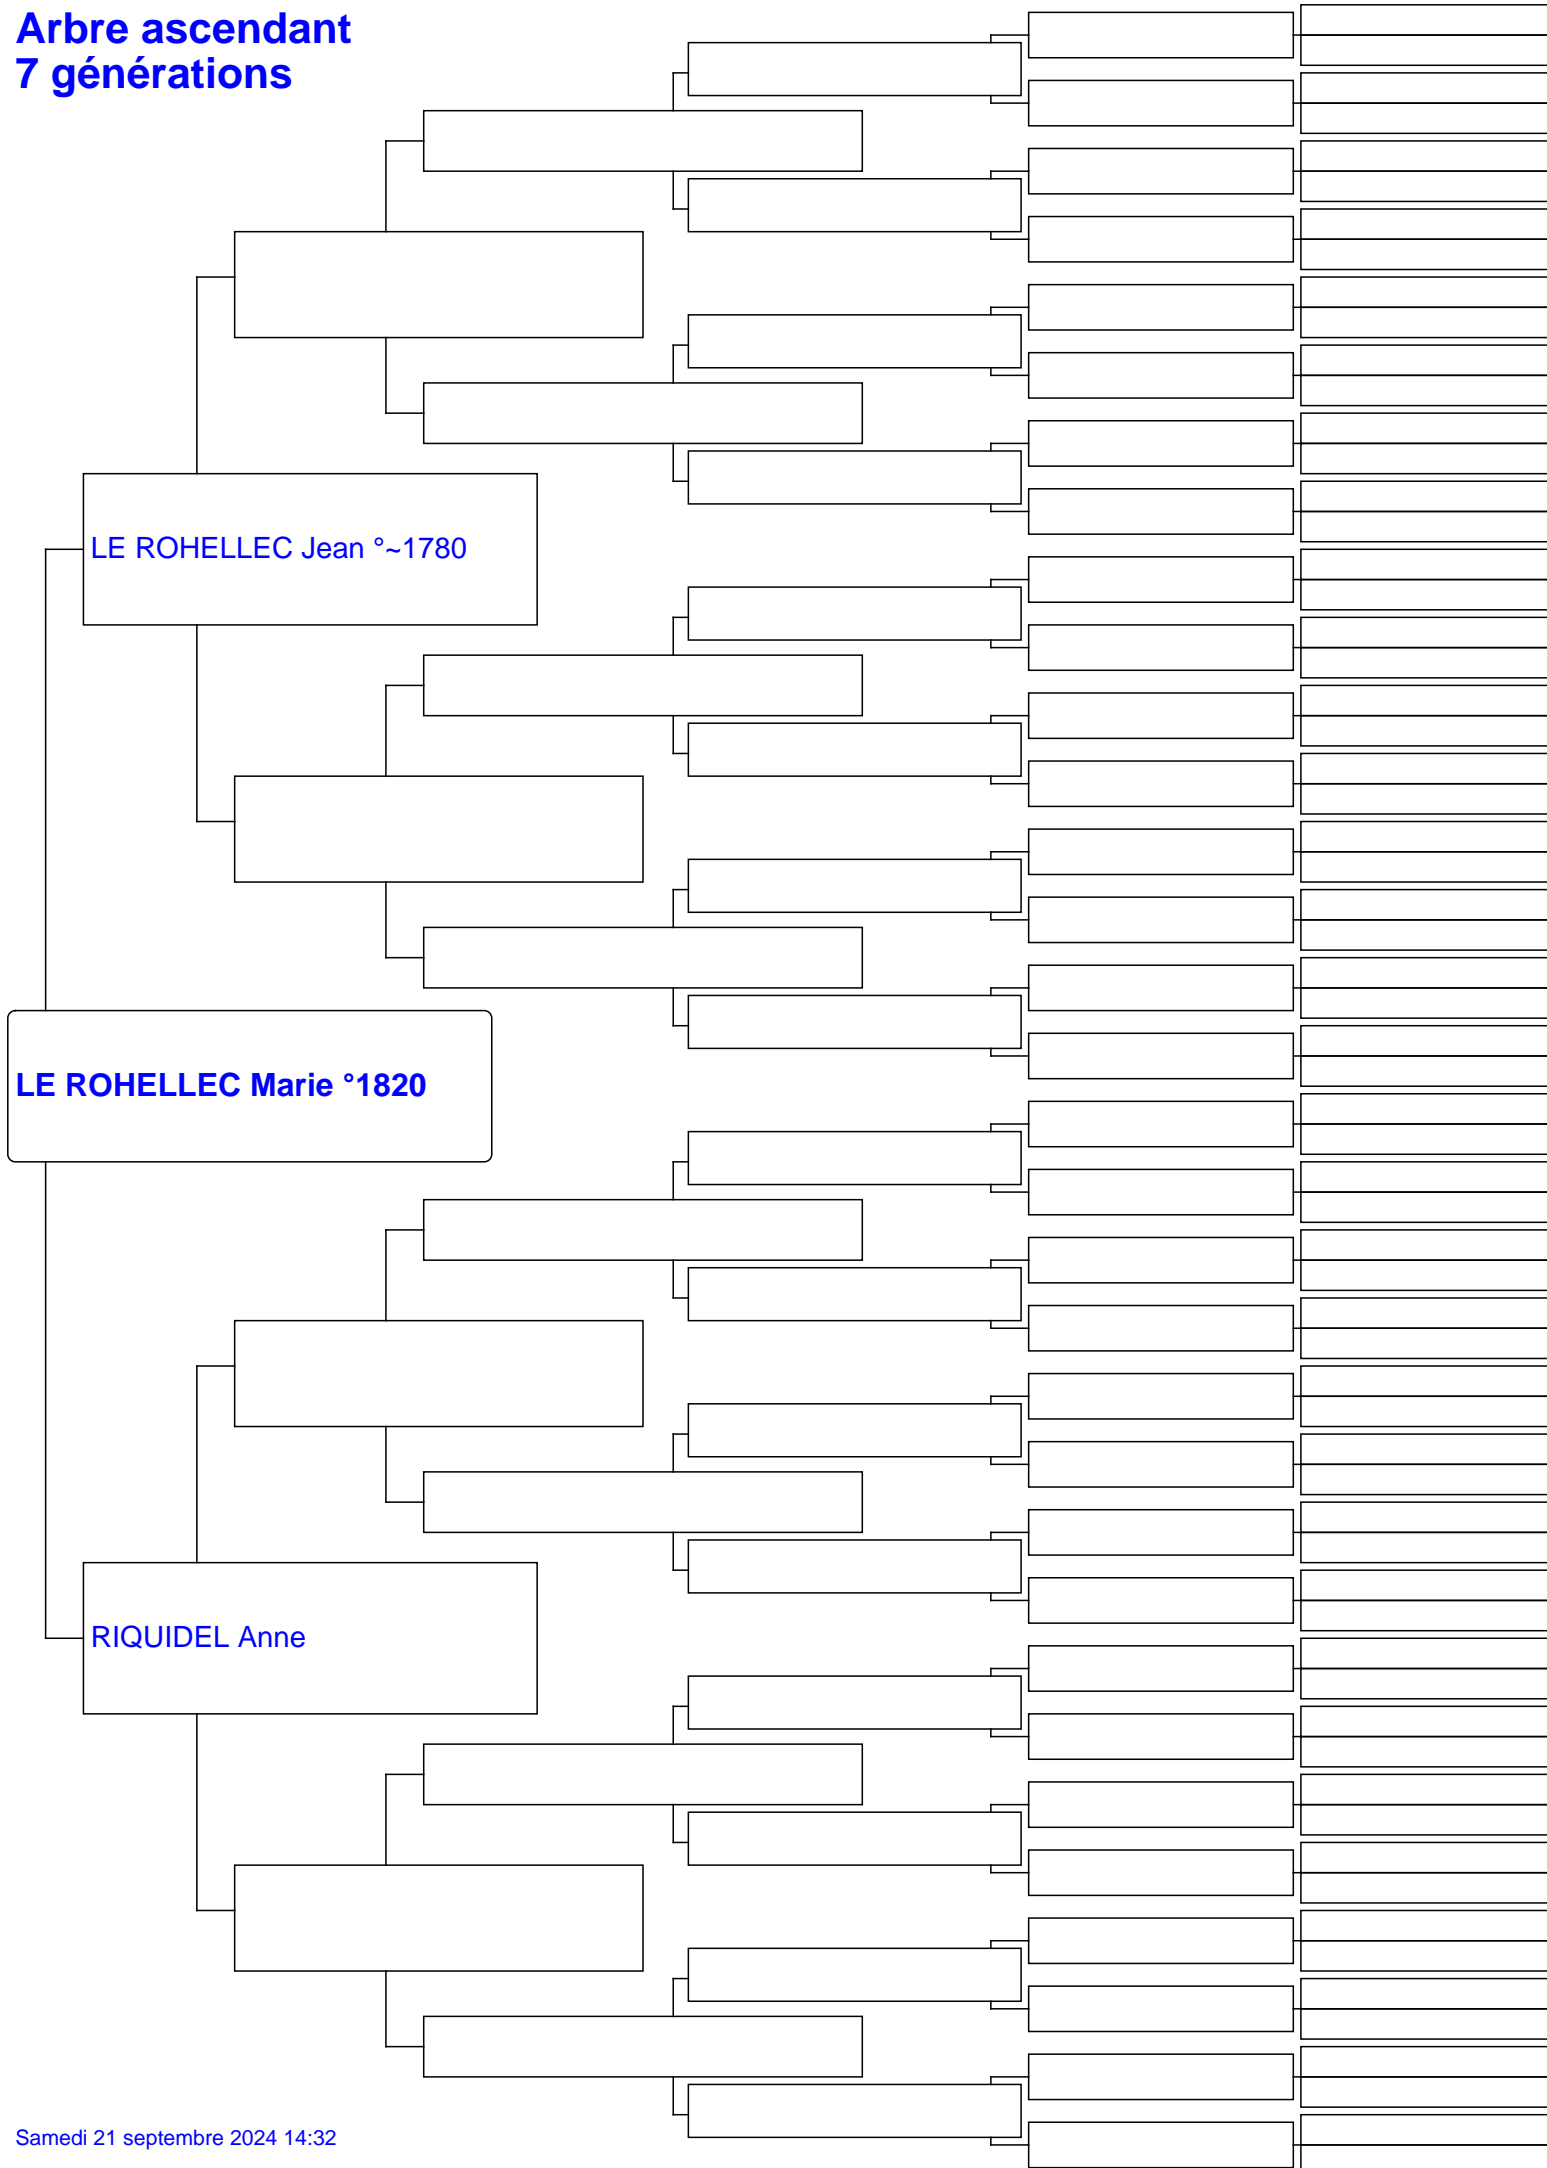 Arbre ascendant
7 générations
LE ROHELLEC Jean °~1780
LE ROHELLEC Marie °1820
RIQUIDEL Anne
Samedi 21 septembre 2024 14:32